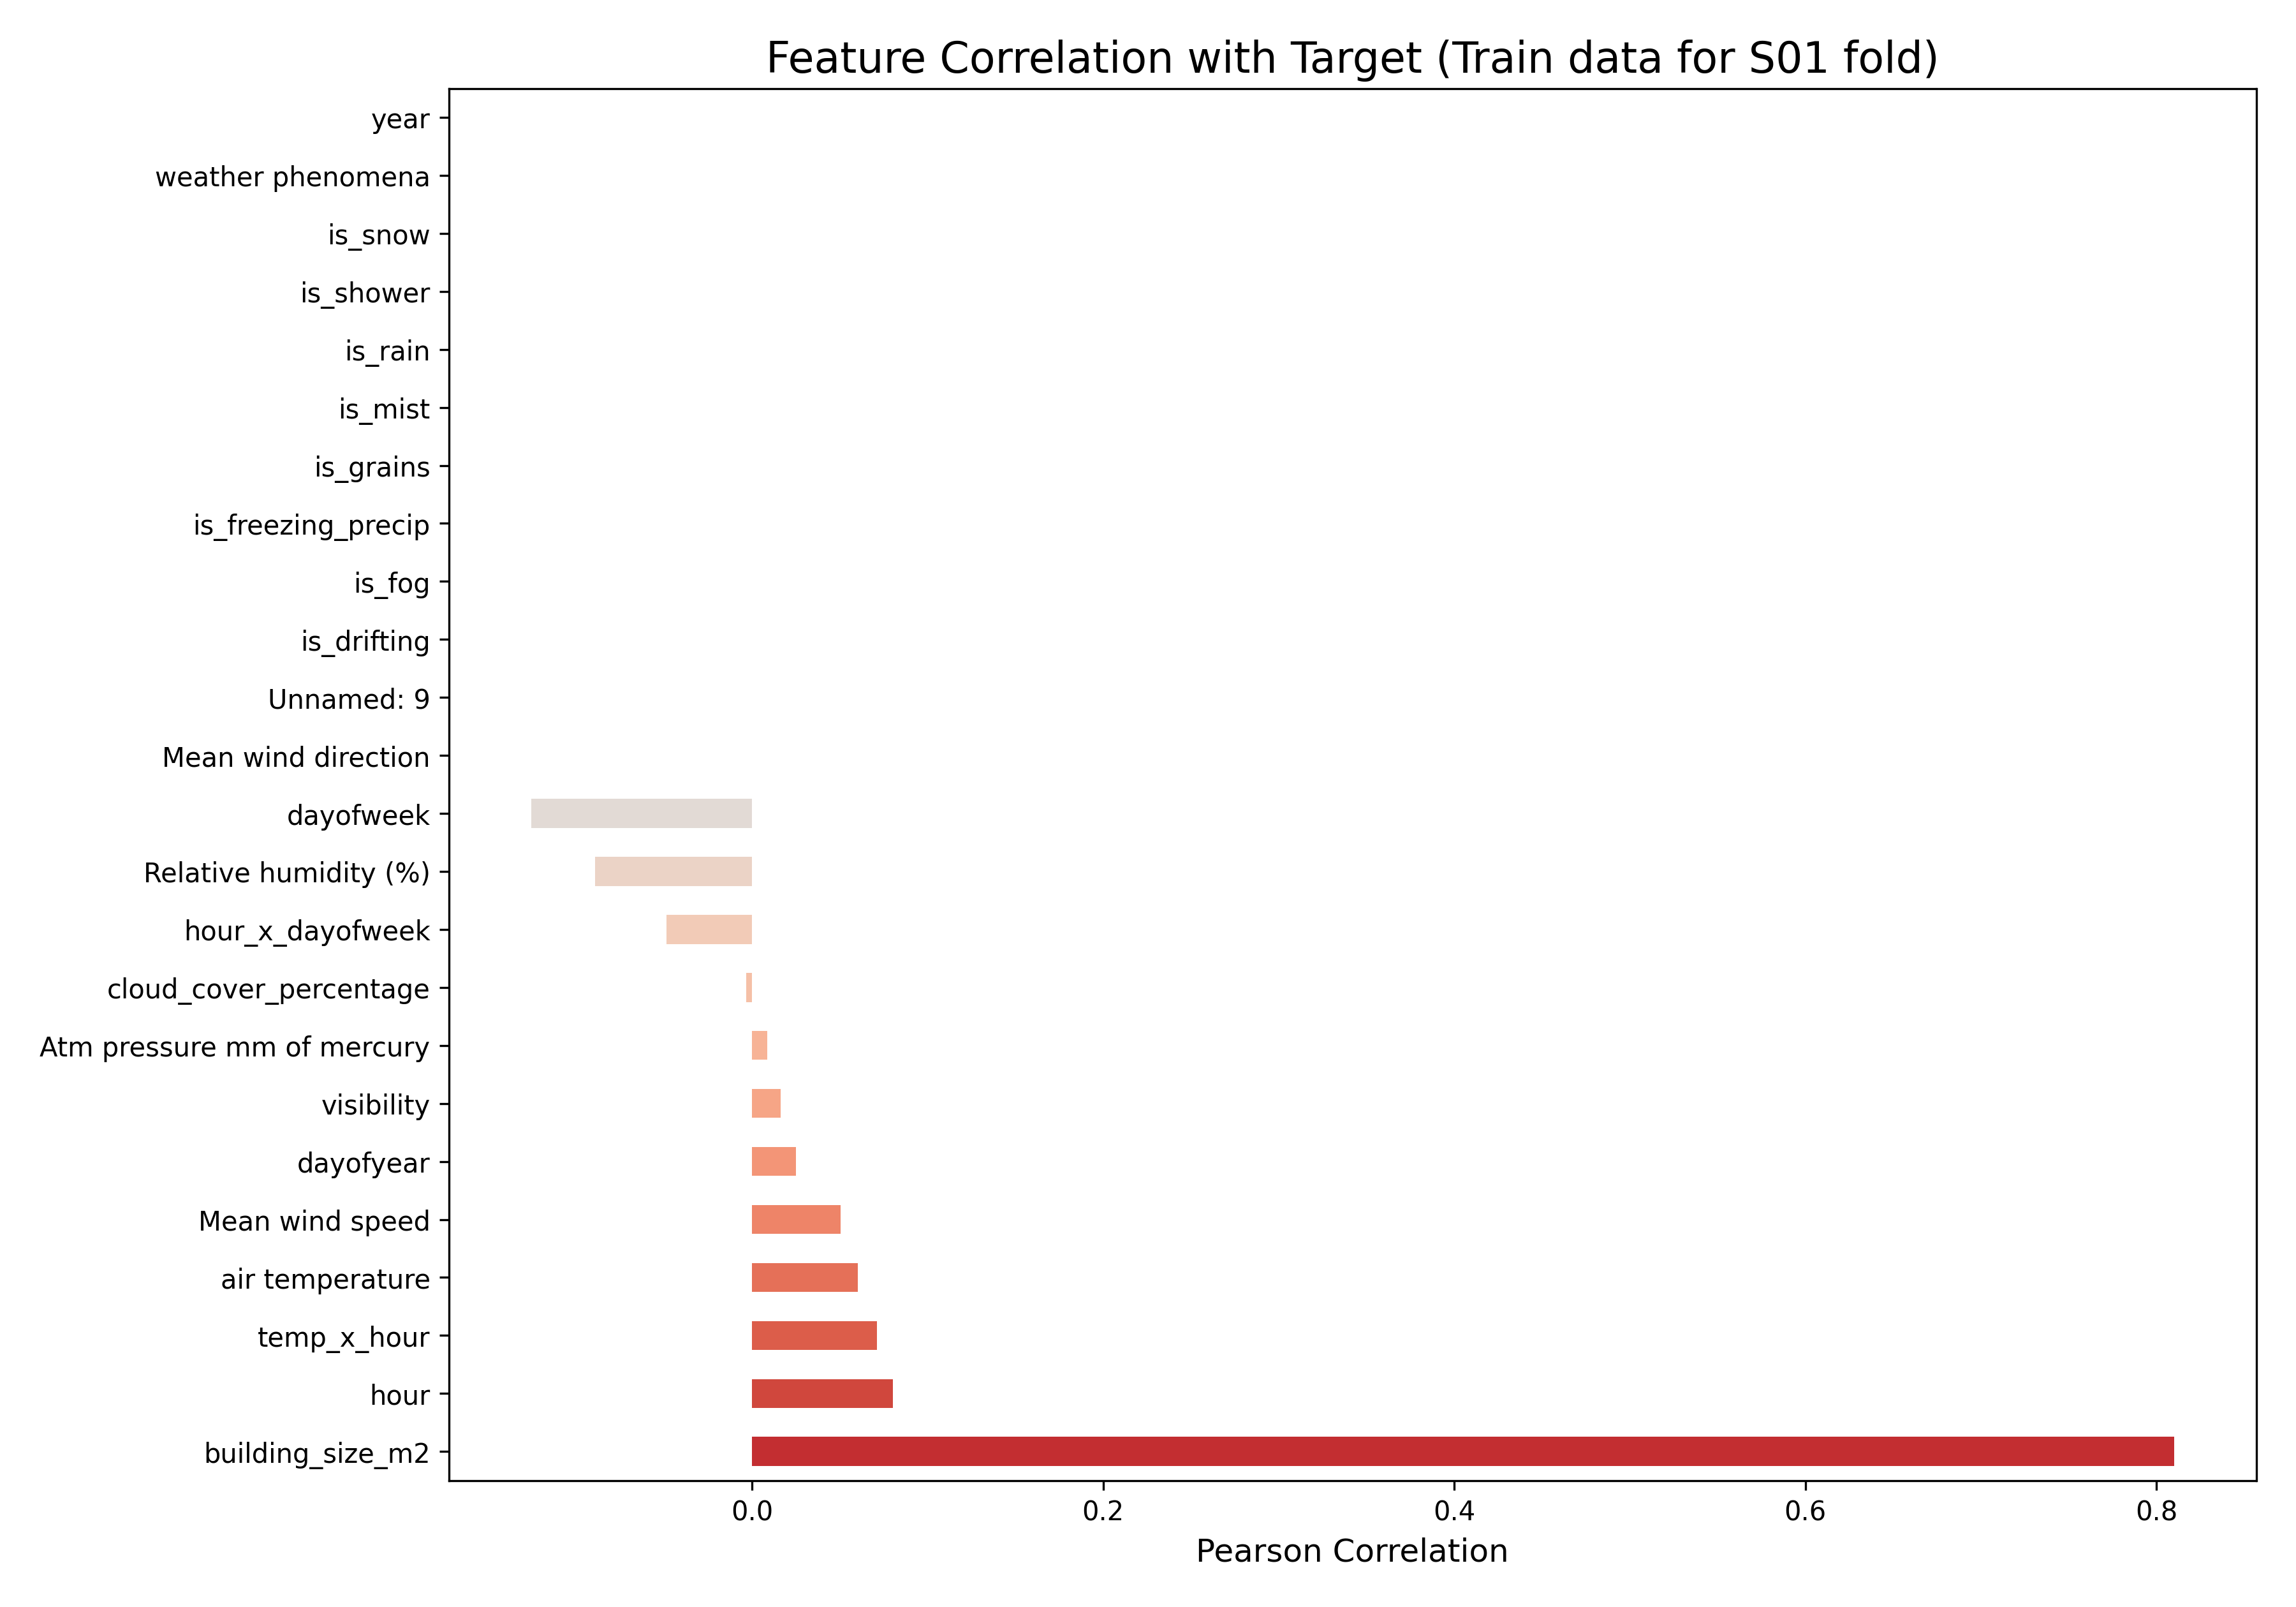 Feature Correlation with Target (Train data for S01 fold)
year
weather phenomena
is_snow
is_shower
is_rain
is_mist
is_grains
is_freezing_precip
is_fog
is_drifting
Unnamed: 9
Mean wind direction
dayofweek
Relative humidity (%)
hour_x_dayofweek
cloud_cover_percentage
Atm pressure mm of mercury
visibility
dayofyear
Mean wind speed
air temperature
temp_x_hour
hour
building_size_m2
0.0 0.2 0.4 0.6 0.8
Pearson Correlation